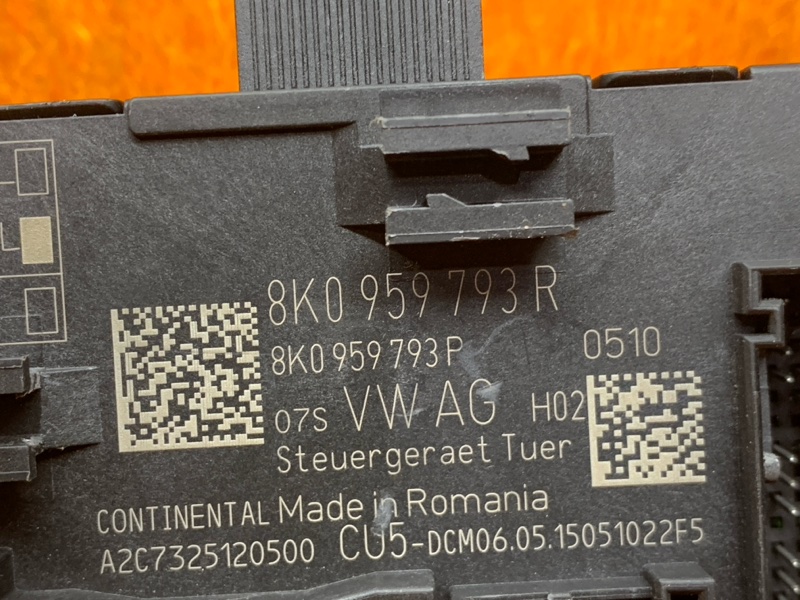 8K0 959 793 R
8K0 959 793 P 0510
07S VW AG H02
Steuergeraet Tuer
CONTINENTAL Made in Romania
A2C7325120500 CU5-DCM06.05.15051022F5